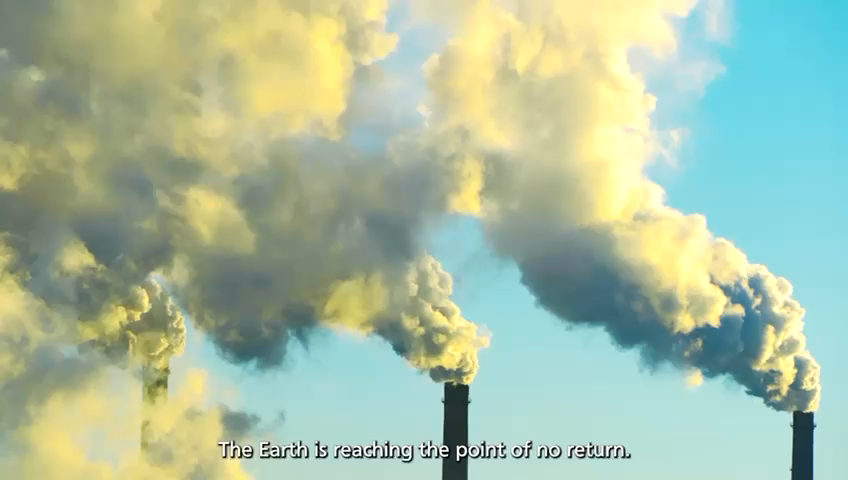 The Earth is reaching the point of no return.